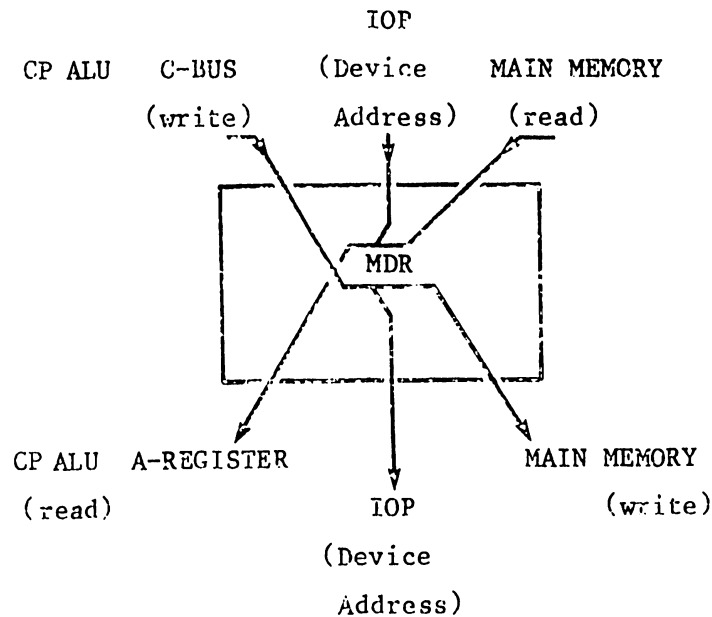 IOP
CP ALU C-BUS (Device MAIN MEMORY
(write) Address) (read)
MDR
CP ALU A-REGISTER MAIN MEMORY
(read) IOP (write)
(Device
Address)